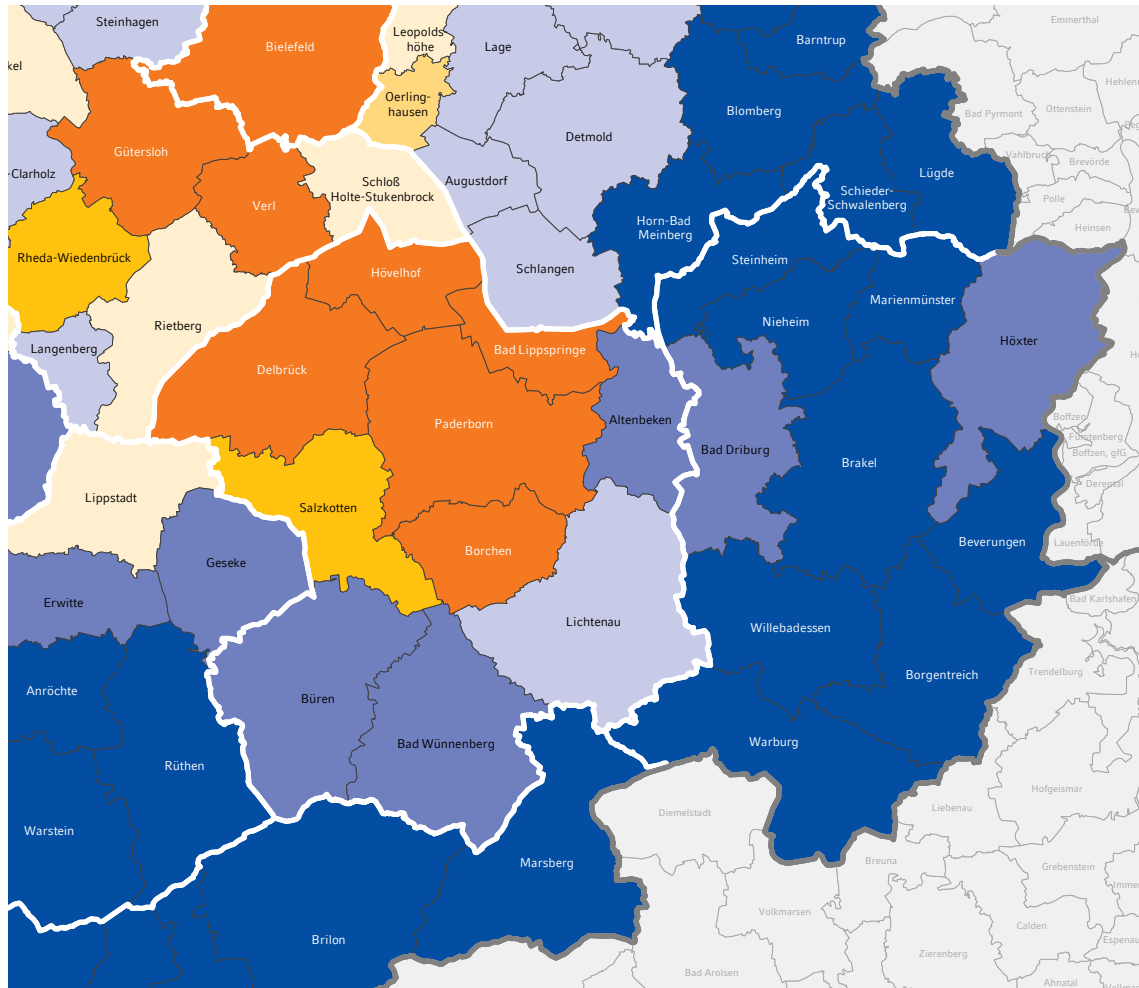 Steinhagen
Bielefeld
Leopolds
höhe
Lage
Barntrup
Emmerthal
kel
Oerling-
hausen
Blomberg
Ottenstein
Bad Pyrmont
Gütersloh
Detmold
Vahlbruch
Brevörde
-Clarholz
Schloß
Holte-Stukenbrock
Augustdorf
Lügde
Schieder-
Schwalenberg
Polle
Verl
Horn-Bad
Meinberg
Heinsen
Rheda-Wiedenbrück
Hövelhof
Schlangen
Steinheim
Marienmünster
Rietberg
Nieheim
Langenberg
Bad Lippspringe
Höxter
Delbrück
Paderborn
Altenbeken
Boffzen
Fürstenberg
Bad Driburg
Brakel
Boffzen, gfG
Derental
Lippstadt
Salzkotten
Borchen
Beverungen
Lauenförde
Geseke
Erwitte
Lichtenau
Willebadessen
Bad Karlshafen
Trendelburg
Anröchte
Büren
Borgentreich
Bad Wünnenberg
Warburg
Rüthen
Hofgeismar
Liebenau
Diemelstadt
Warstein
Marsberg
Breuna
Grebenstein
Volkmarsen
Calden
Brilon
Zierenberg
Espenau
Bad Arolsen
Ahnatal